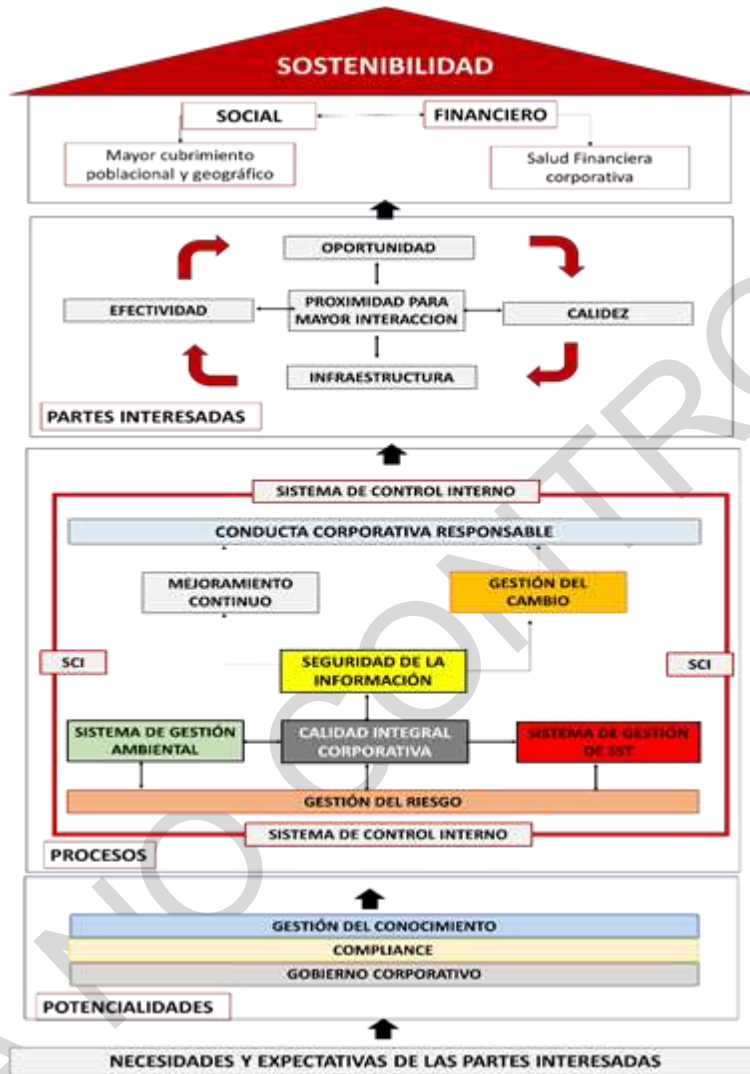 SOSTENIBILIDAD
SOCIAL
FINANCIERO
Mayor cubrimiento
poblacional y geográfico
Salud Financiera
corporativa
OPORTUNIDAD
EFECTIVIDAD
PROXIMIDAD PARA
MAYOR INTERACCION
CALIDEZ
INFRAESTRUCTURA
PARTES INTERESADAS
SISTEMA DE CONTROL INTERNO
CONDUCTA CORPORATIVA RESPONSABLE
MEJORAMIENTO
CONTINUO
GESTIÓN DEL
CAMBIO
SCI
SCI
SEGURIDAD DE LA
INFORMACIÓN
SISTEMA DE GESTIÓN
AMBIENTAL
CALIDAD INTEGRAL
CORPORATIVA
SISTEMA DE GESTIÓN
DE SST
GESTIÓN DEL RIESGO
SISTEMA DE CONTROL INTERNO
PROCESOS
GESTIÓN DEL CONOCIMIENTO
COMPLIANCE
GOBIERNO CORPORATIVO
POTENCIALIDADES
NECESIDADES Y EXPECTATIVAS DE LAS PARTES INTERESADAS
NO CONTRO